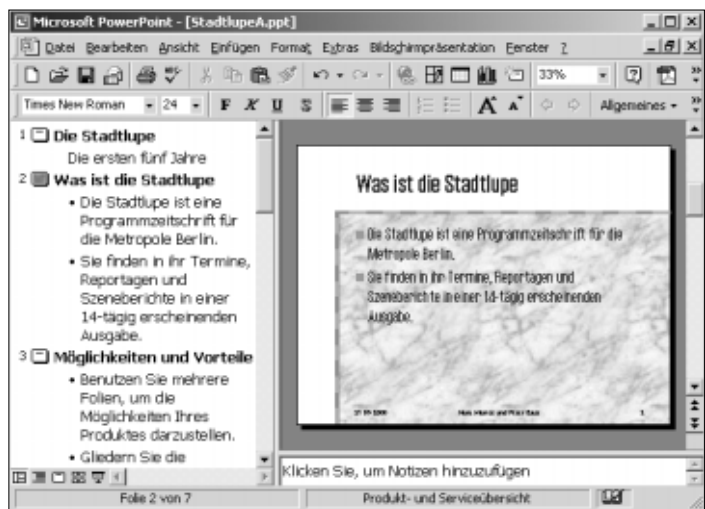 Microsoft PowerPoint - [StadtlupeA.ppt]
Datei Bearbeiten Ansicht Einfügen Format Extras Bildschirmpräsentation Fenster ?
33%
Times New Roman 24 F K U S A A Allgemeines
1 Die Stadtlupe
Die ersten fünf Jahre
2 Was ist die Stadtlupe
• Die Stadtlupe ist eine
Programmzeitschrift für
die Metropole Berlin.
• Sie finden in ihr Termine,
Reportagen und
Szeneberichte in einer
14-tägig erscheinenden
Ausgabe.
3 Möglichkeiten und Vorteile
• Benutzen Sie mehrere
Folien, um die
Möglichkeiten Ihres
Produktes darzustellen.
• Gliedern Sie die
Was ist die Stadtlupe
Die Stadtlupe ist eine Programmzeitschrift für die
Metropole Berlin.
Sie finden in ihr Termine, Reportagen und
Szeneberichte in einer 14-tägig erscheinenden
Ausgabe.
Klicken Sie, um Notizen hinzuzufügen
Folie 2 von 7
Produkt- und Serviceübersicht